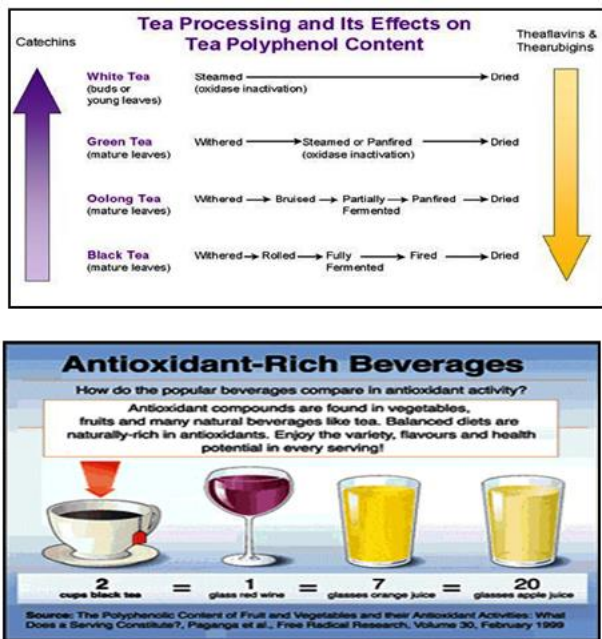 Tea Processing and Its Effects on
Tea Polyphenol Content
Catechins
Theaflavins &
Thearubigins
White Tea
(buds or
young leaves)
Steamed
(oxidase inactivation)
Dried
Green Tea
(mature leaves)
Withered
Steamed or Panfired
(oxidase inactivation)
Dried
Oolong Tea
(mature leaves)
Withered
Bruised
Partially
Fermented
Panfired
Dried
Black Tea
(mature leaves)
Withered
Rolled
Fully
Fermented
Fired
Dried
Antioxidant-Rich Beverages
How do the popular beverages compare in antioxidant activity?
Antioxidant compounds are found in vegetables,
fruits and many natural beverages like tea. Balanced diets are
naturally-rich in antioxidants. Enjoy the variety, flavours and health
potential in every serving!
2 = 1 = 7 = 20
cups black tea glass red wine glasses orange juice glasses apple juice
Source: The Polyphenolic Content of Fruit and Vegetables and their Antioxidant Activities: What
Does a Serving Constitute?, Paganga et al., Free Radical Research, Volume 30, February 1999